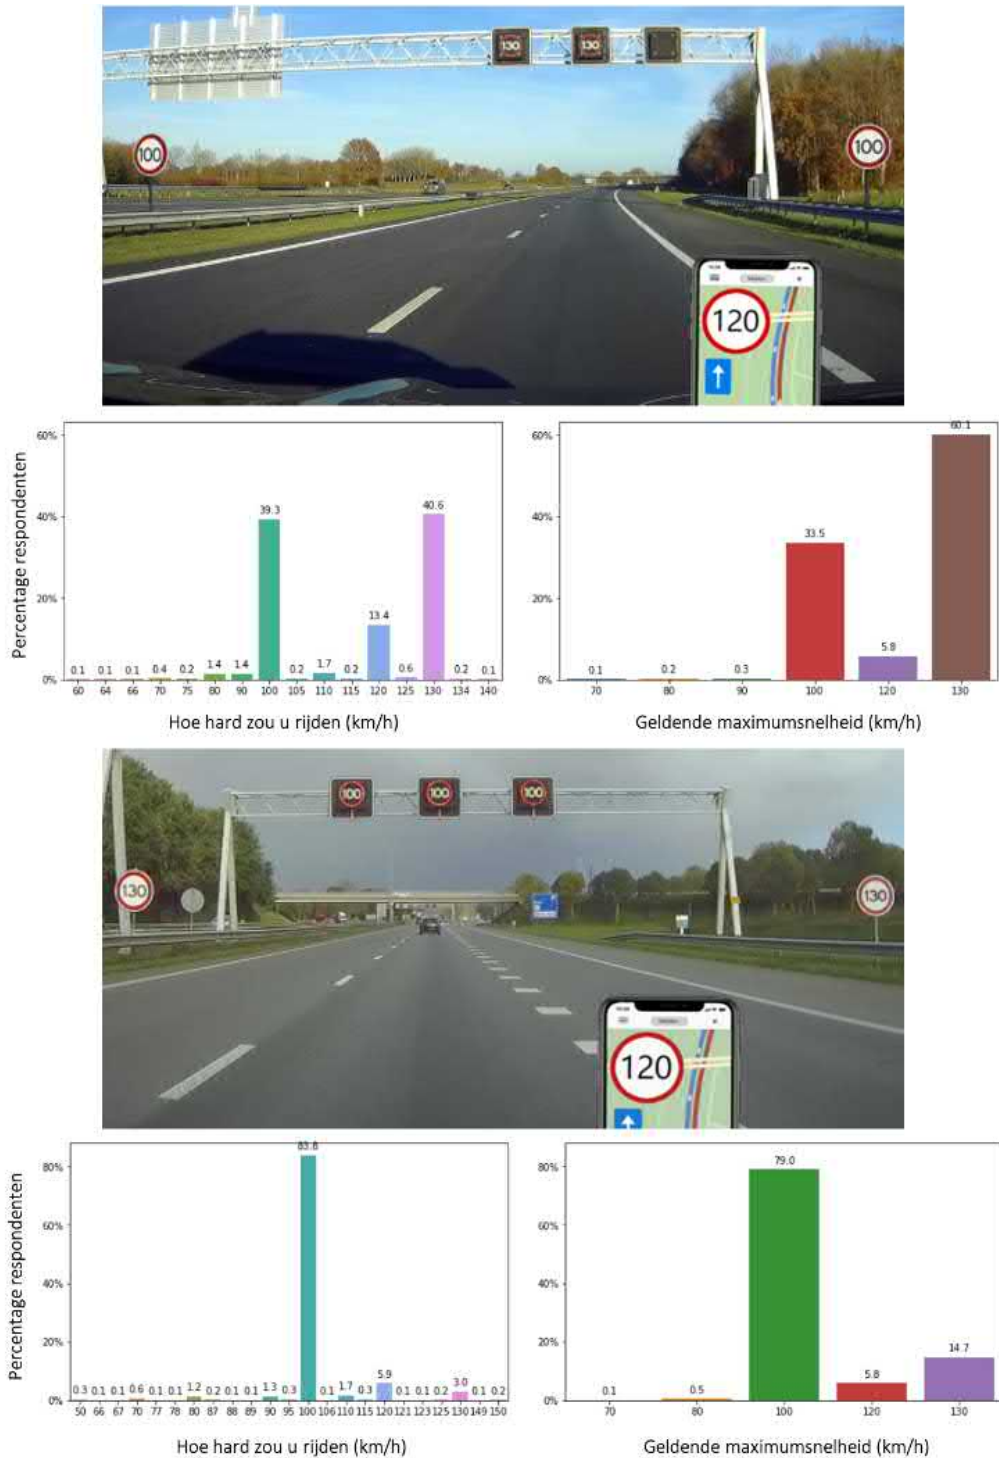 130 130
100 100
120
Percentage respondenten
60%
40%
20%
0%
0.1 0.1 0.1 0.4 0.2 1.4 1.4 39.3 0.2 1.7 0.2 13.4 0.6 40.6 0.2 0.1
60 64 66 70 75 80 90 100 105 110 115 120 125 130 134 140
Hoe hard zou u rijden (km/h)
60%
40%
20%
0%
0.1 0.2 0.3 33.5 5.8 60.1
70 80 90 100 120 130
Geldende maximumsnelheid (km/h)
100 100 100
130 130
120
Percentage respondenten
80%
60%
40%
20%
0%
0.3 0.1 0.1 0.6 0.1 0.1 1.2 0.2 0.1 0.1 1.3 0.3 83.8 0.1 1.7 0.3 5.9 0.1 0.1 0.2 3.0 0.1 0.2
50 66 67 70 77 78 80 87 88 89 90 95 100 106 110 115 120 121 123 125 130 149 150
Hoe hard zou u rijden (km/h)
80%
60%
40%
20%
0%
0.1 0.5 79.0 5.8 14.7
70 80 100 120 130
Geldende maximumsnelheid (km/h)